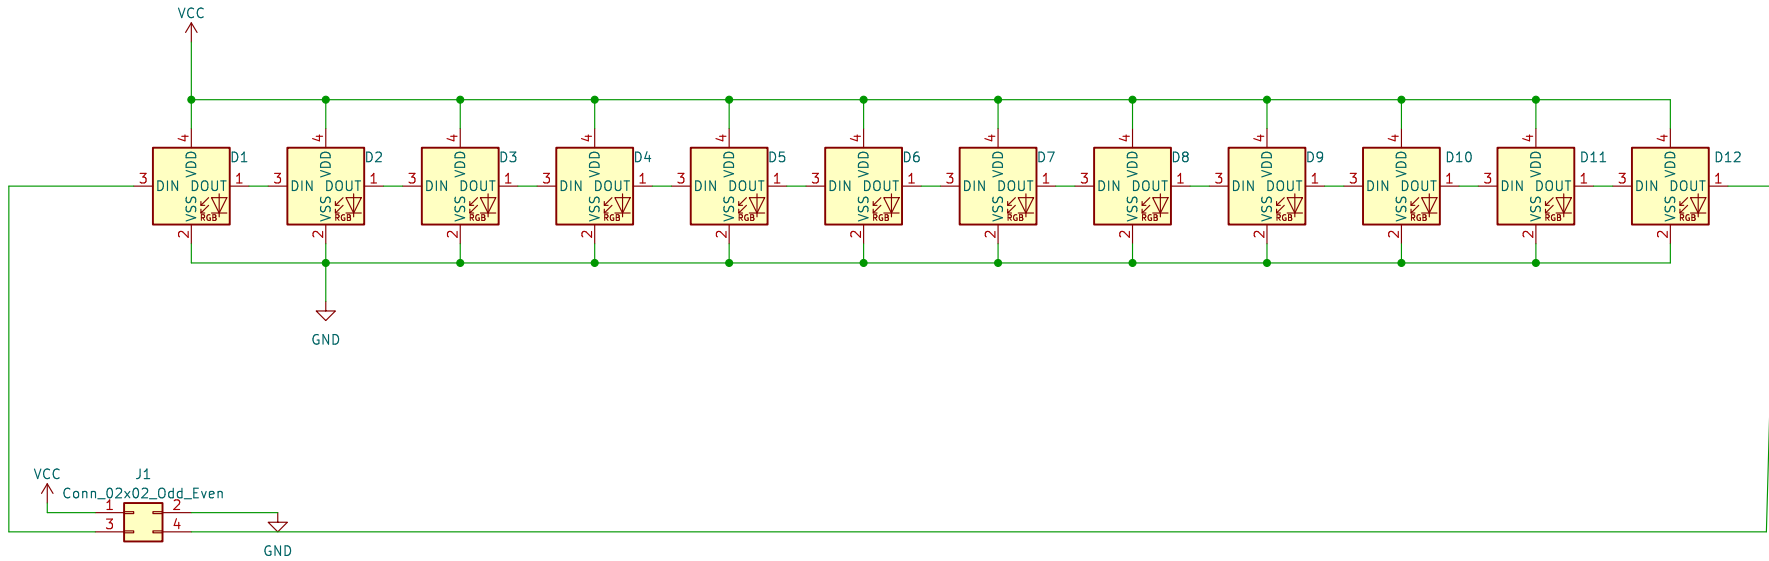 VCC
4 4 4 4 4 4 4 4 4 4 4 4
D1 D2 D3 D4 D5 D6 D7 D8 D9 D10 D11 D12
VDD VDD VDD VDD VDD VDD VDD VDD VDD VDD VDD VDD
3 DIN DOUT 1 3 DIN DOUT 1 3 DIN DOUT 1 3 DIN DOUT 1 3 DIN DOUT 1 3 DIN DOUT 1 3 DIN DOUT 1 3 DIN DOUT 1 3 DIN DOUT 1 3 DIN DOUT 1 3 DIN DOUT 1 3 DIN DOUT 1
VSS RGB VSS RGB VSS RGB VSS RGB VSS RGB VSS RGB VSS RGB VSS RGB VSS RGB VSS RGB VSS RGB VSS RGB
2 2 2 2 2 2 2 2 2 2 2 2
GND
VCC J1
Conn_02x02_Odd_Even
1 2
3 4
GND